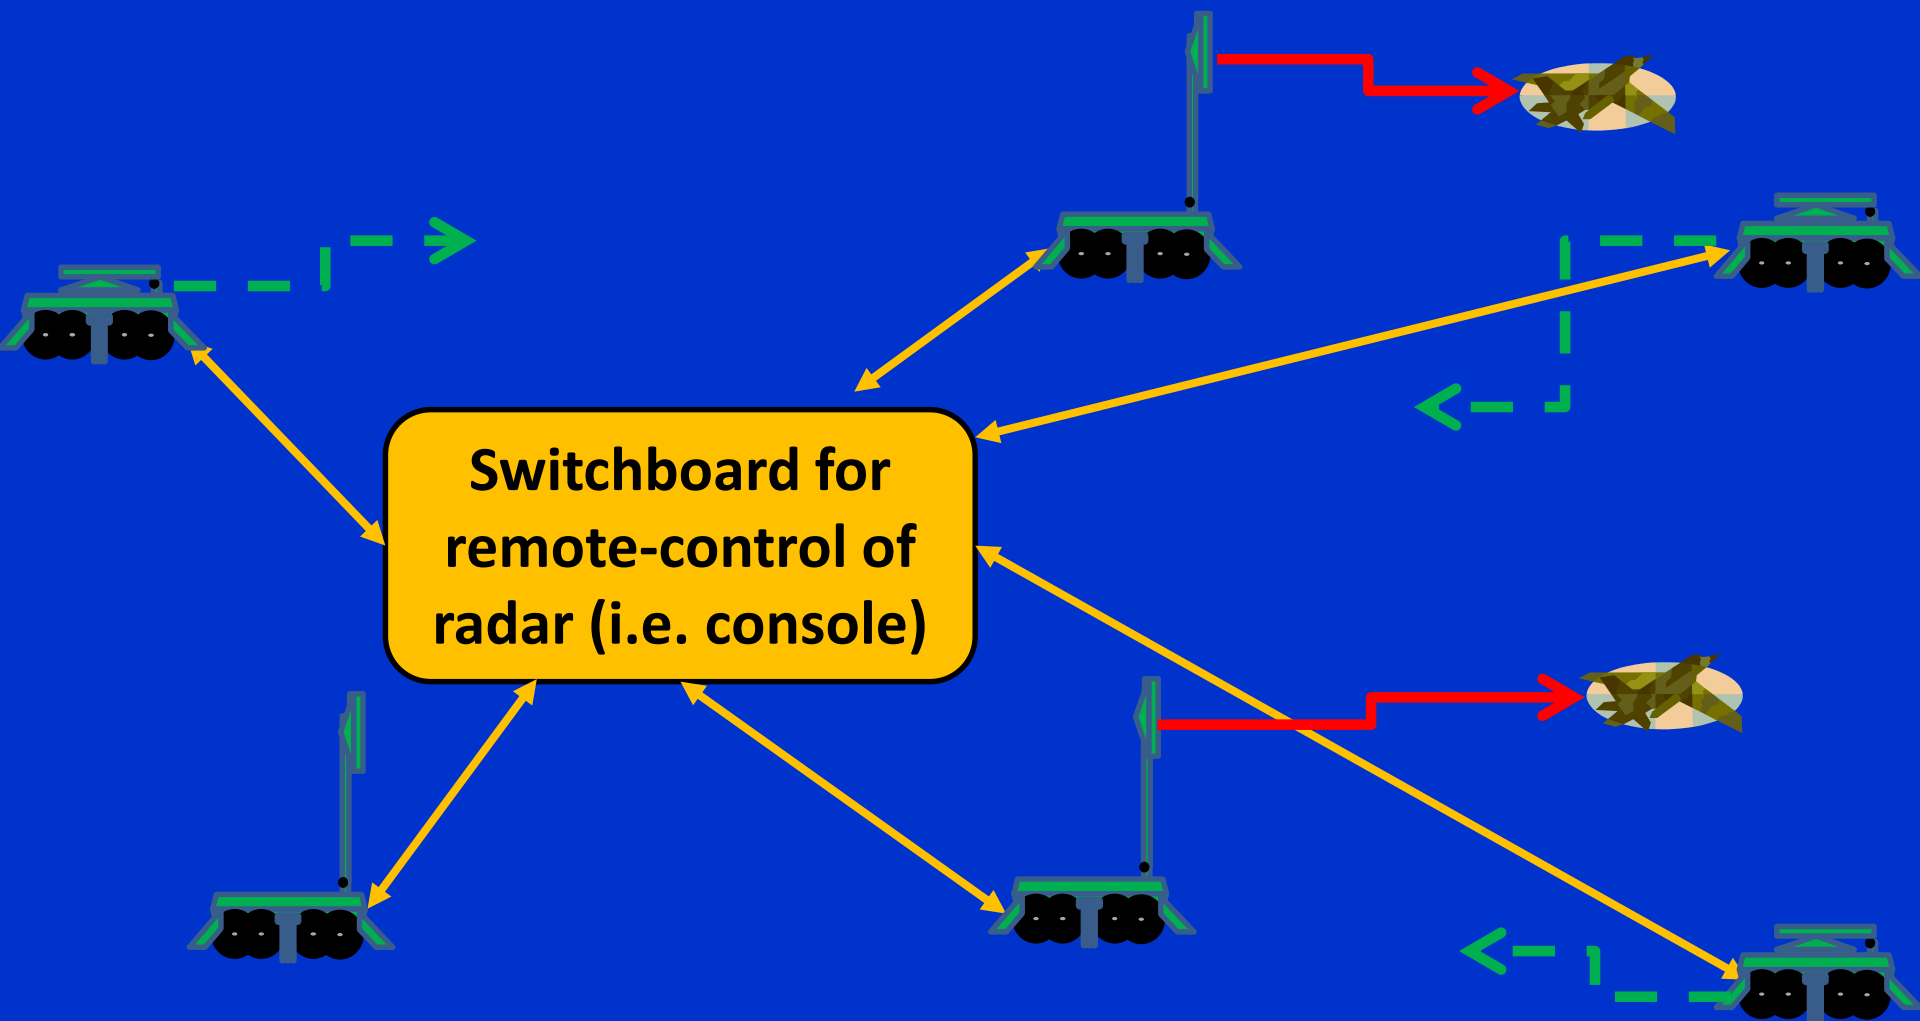 Switchboard for
remote-control of
radar (i.e. console)